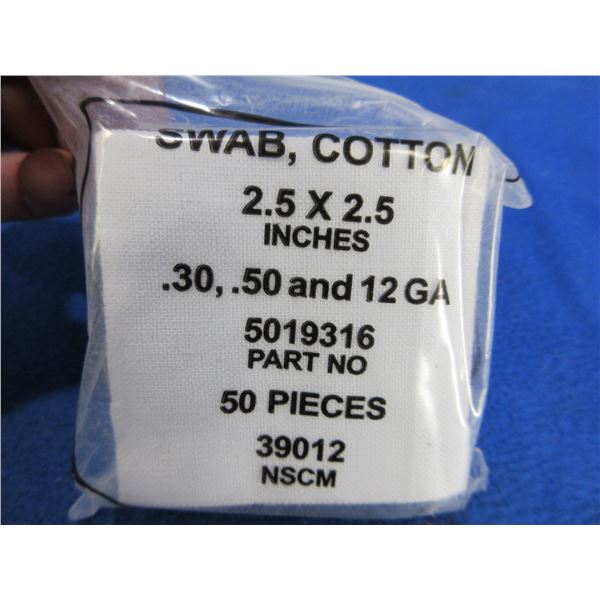 SWAB, COTTON
2.5 X 2.5
INCHES
.30, .50 and 12 GA
5019316
PART NO
50 PIECES
39012
NSCM